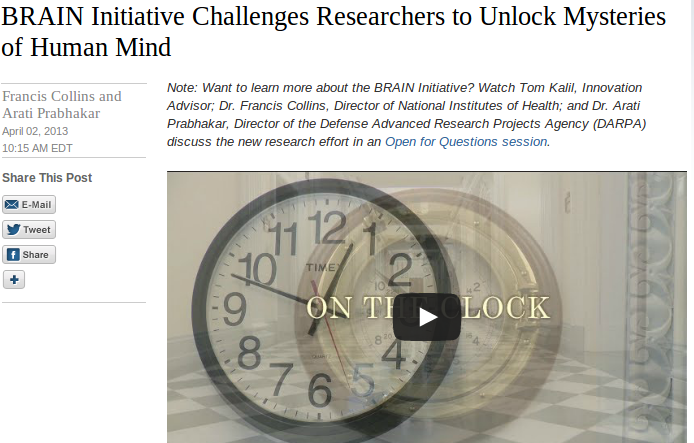 BRAIN Initiative Challenges Researchers to Unlock Mysteries
of Human Mind
Francis Collins and
Arati Prabhakar
April 02, 2013
10:15 AM EDT
Share This Post
E-Mail
Tweet
Share
Note: Want to learn more about the BRAIN Initiative? Watch Tom Kalil, Innovation
Advisor; Dr. Francis Collins, Director of National Institutes of Health; and Dr. Arati
Prabhakar, Director of the Defense Advanced Research Projects Agency (DARPA)
discuss the new research effort in an Open for Questions session.
12
11 1
TIMEX
10 2
9
8 4
7 5
6
QUARTZ
ON THE CLOCK